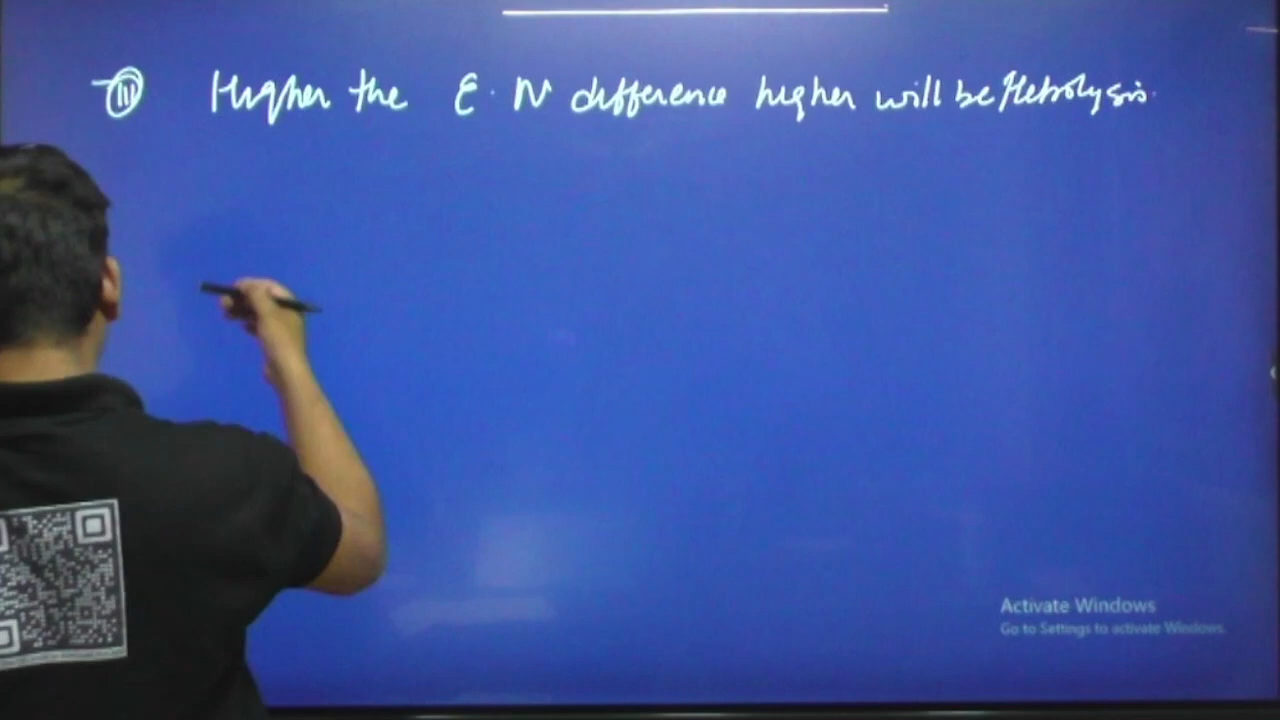 (III) Higher the E.N difference higher will be Hetrolysis.
Activate Windows
Go to Settings to activate Windows.